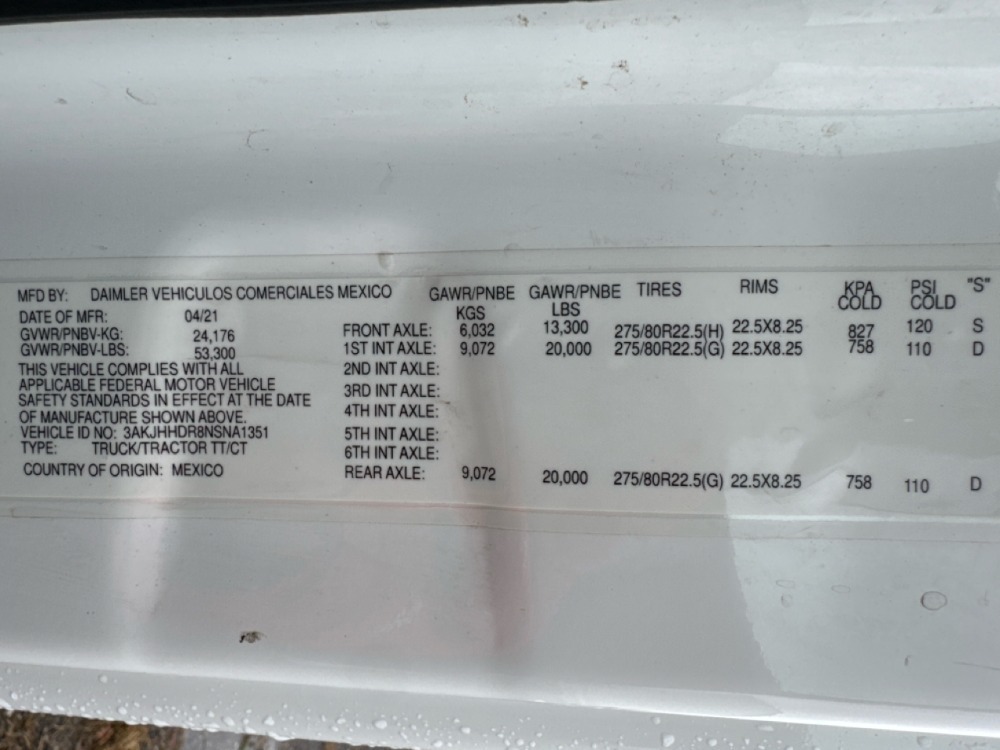 MFD BY: DAIMLER VEHICULOS COMERCIALES MEXICO GAWR/PNBE KGS GAWR/PNBE LBS TIRES RIMS KPA COLD PSI COLD "S"
DATE OF MFR: 04/21
GVWR/PNBV-KG: 24,176 FRONT AXLE: 6,032 13,300 275/80R22.5(H) 22.5X8.25 827 120 S
GVWR/PNBV-LBS: 53,300 1ST INT AXLE: 9,072 20,000 275/80R22.5(G) 22.5X8.25 758 110 D
THIS VEHICLE COMPLIES WITH ALL 2ND INT AXLE:
APPLICABLE FEDERAL MOTOR VEHICLE 3RD INT AXLE:
SAFETY STANDARDS IN EFFECT AT THE DATE
OF MANUFACTURE SHOWN ABOVE. 4TH INT AXLE:
VEHICLE ID NO: 3AKJHHDR8NSNA1351 5TH INT AXLE:
TYPE: TRUCK/TRACTOR TT/CT 6TH INT AXLE:
COUNTRY OF ORIGIN: MEXICO REAR AXLE: 9,072 20,000 275/80R22.5(G) 22.5X8.25 758 110 D